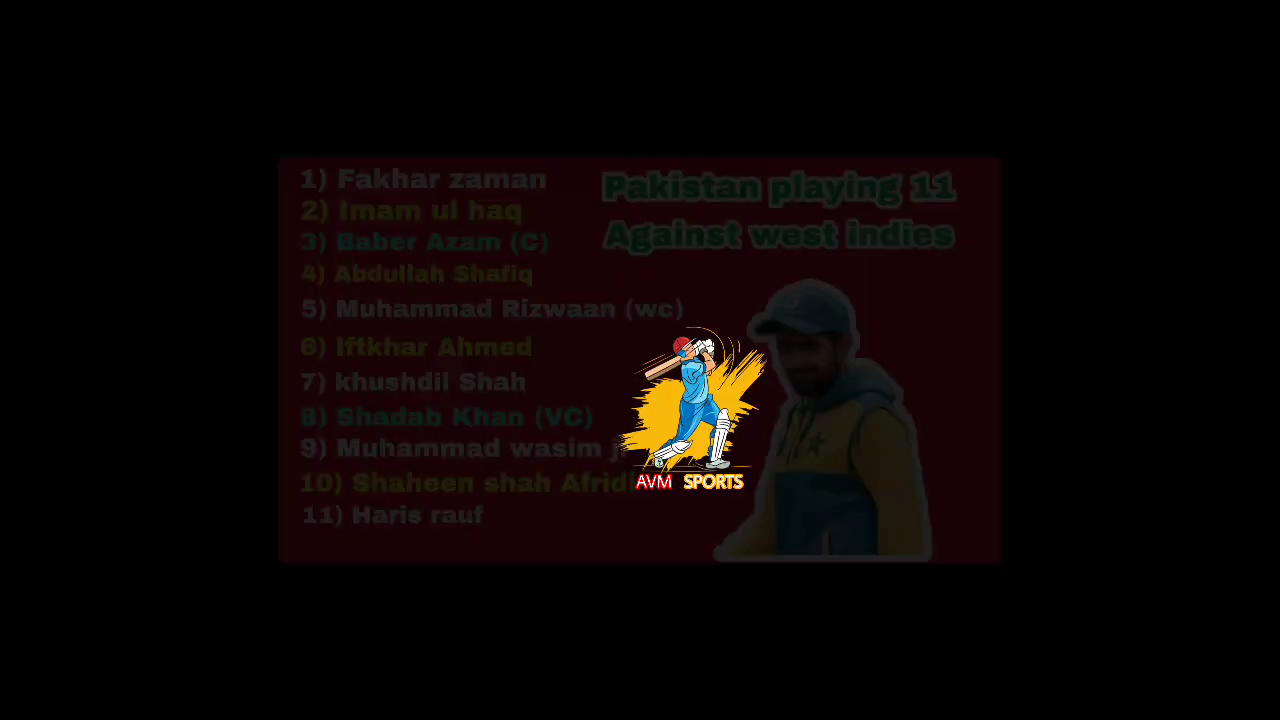 1) Fakhar zaman
2) Imam ul haq
3) Baber Azam (C)
4) Abdullah Shafiq
5) Muhammad Rizwaan (wc)
6) Iftkhar Ahmed
7) khushdil Shah
8) Shadab Khan (VC)
9) Muhammad wasim
10) Shaheen shah Afridi
11) Haris rauf
Pakistan playing 11
Against west indies
AVM SPORTS